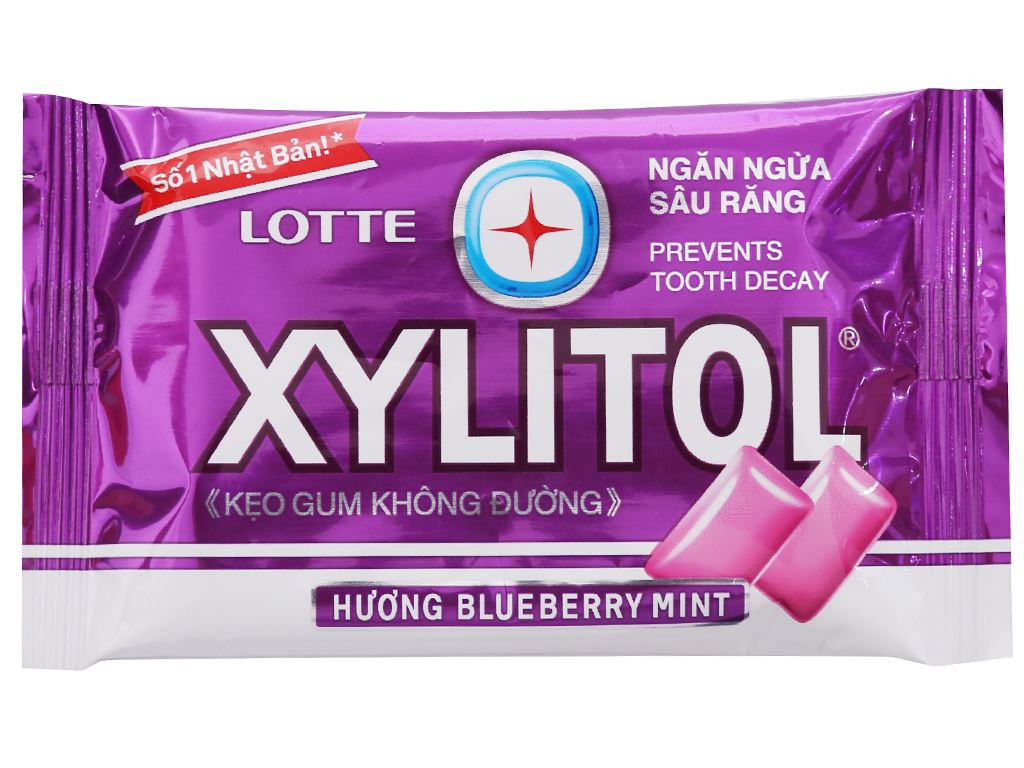 Số 1 Nhật Bản!*
LOTTE
NGĂN NGỪA
SÂU RĂNG
PREVENTS
TOOTH DECAY
XYLITOL®
《KẸO GUM KHÔNG ĐƯỜNG》
HƯƠNG BLUEBERRY MINT